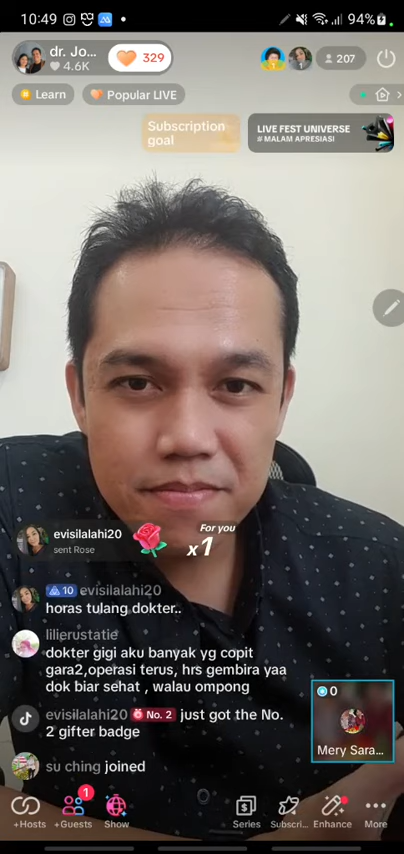 10:49
94%
dr. Jo...
4.6K
329
207
Learn
Popular LIVE
Subscription
goal
LIVE FEST UNIVERSE
# MALAM APRESIASI
evisilalahi20
sent Rose
For you
x1
10 evisilalahi20
horas tulang dokter..
lilierustatie
dokter gigi aku banyak yg copit
gara2,operasi terus, hrs gembira yaa
dok biar sehat , walau ompong
evisilalahi20 No. 2 just got the No.
2 gifter badge
su ching joined
0
Mery Sara...
1
+Hosts
+Guests
Show
Series
Subscri...
Enhance
More